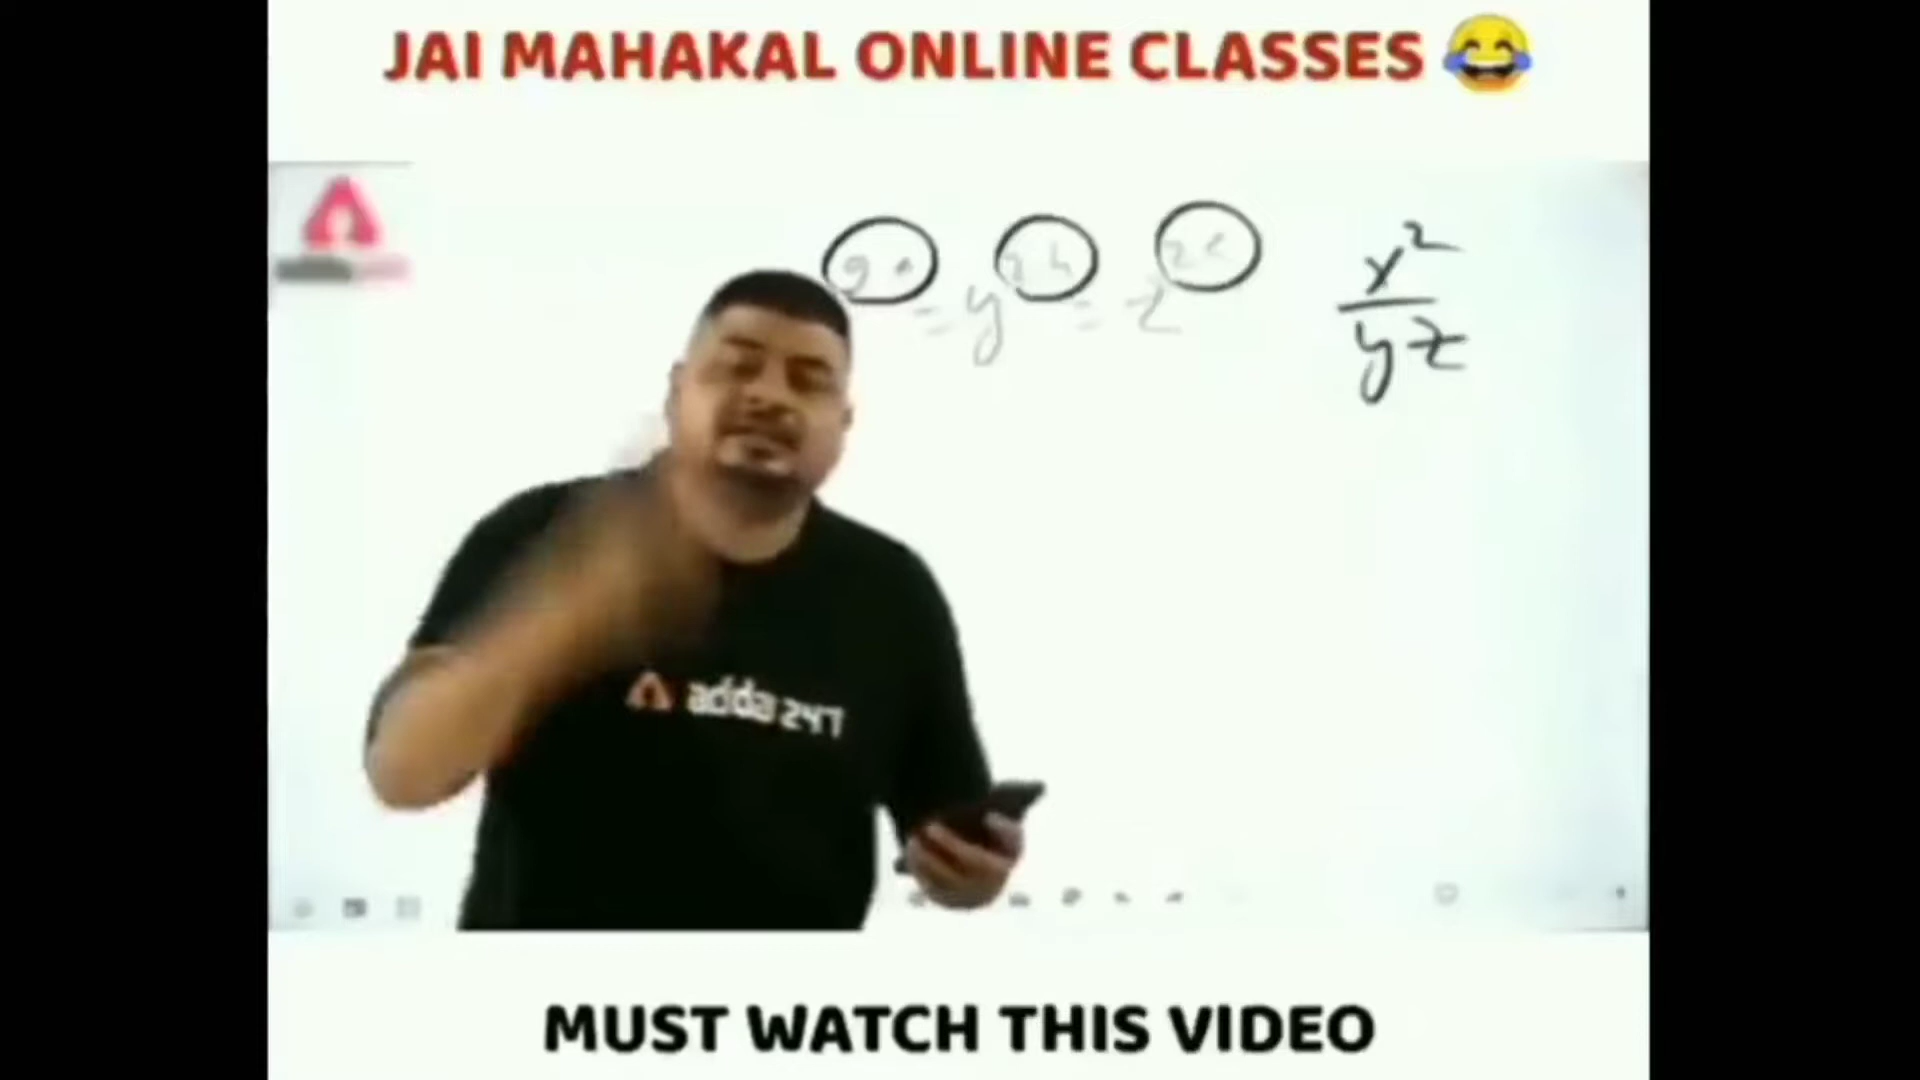 JAI MAHAKAL ONLINE CLASSES 😂
= y = z
x²
yz
adda 247
MUST WATCH THIS VIDEO